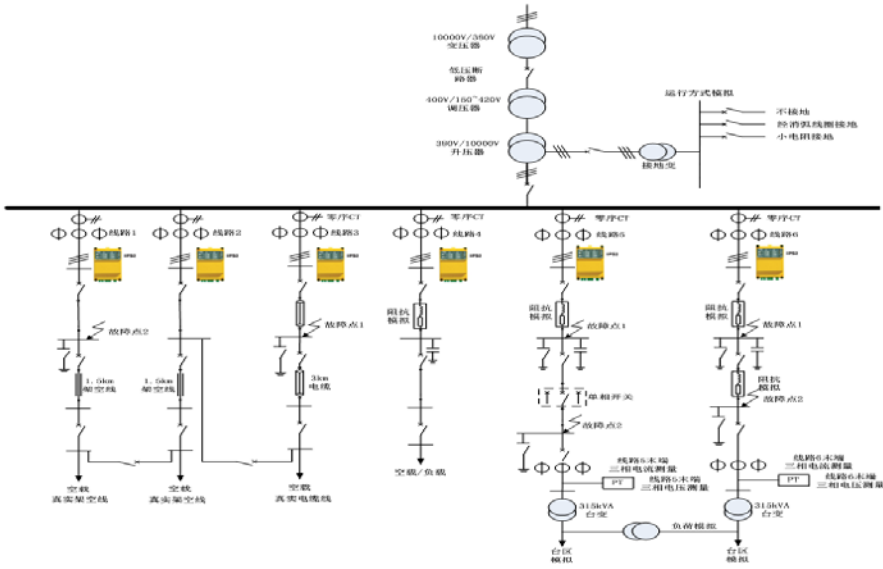 10000V/380V
变压器
低压断
路器
400V/160~420V
调压器
380V/10000V
升压器
接地变
运行方式模拟
不接地
经消弧线圈接地
小电阻接地
线路1
线路2
零序CT
线路3
零序CT
线路4
零序CT
线路5
零序CT
线路6
故障点2
1.5km
架空线
1.5km
架空线
故障点1
3km
电缆
阻抗
模拟
阻抗
模拟
故障点1
单相开关
故障点2
阻抗
模拟
故障点1
阻抗
模拟
故障点2
空载
真实架空线
空载
真实架空线
空载
真实电缆线
空载/负载
线路5末端
三相电流测量
PT
线路5末端
三相电压测量
315kVA
台变
台区
模拟
负荷模拟
线路6末端
三相电流测量
PT
线路6末端
三相电压测量
315kVA
台变
台区
模拟